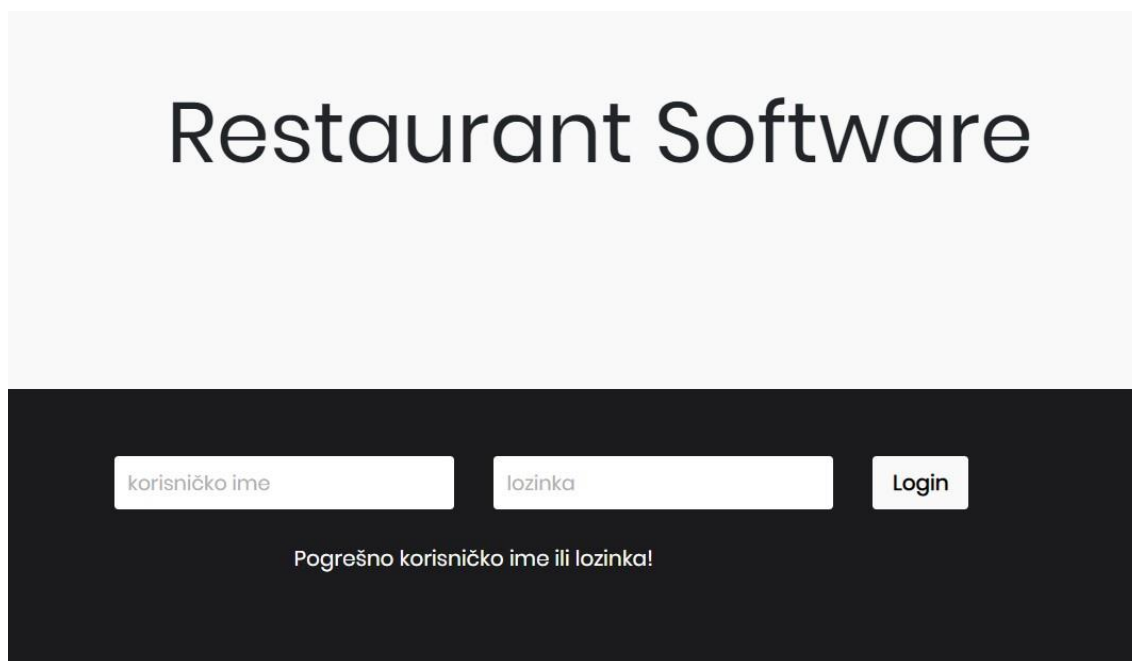 Restaurant Software
korisničko ime
lozinka
Login
Pogrešno korisničko ime ili lozinka!